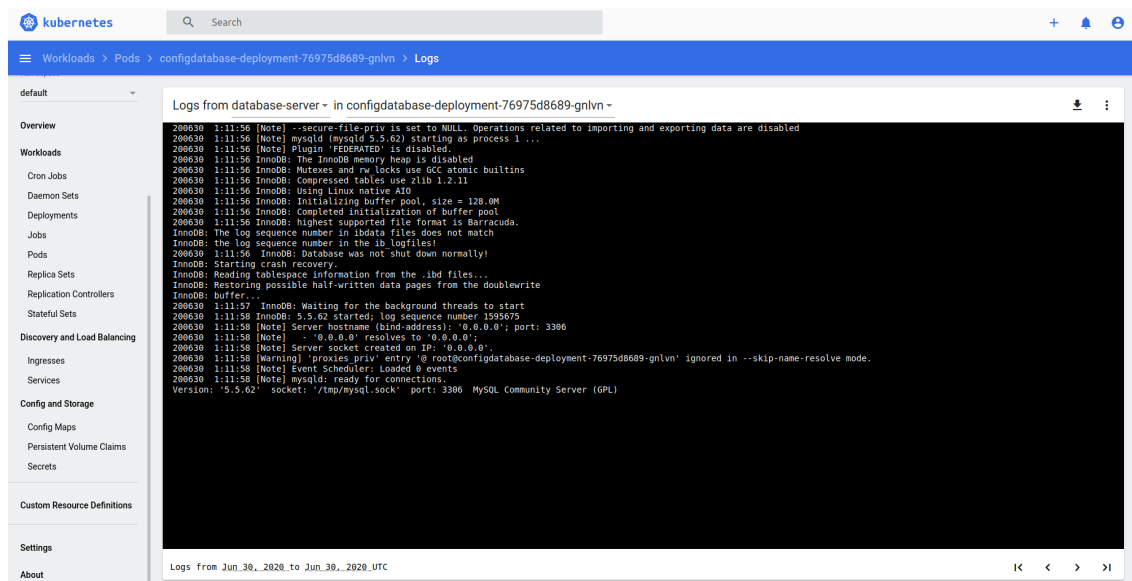 kubernetes
Search
Workloads > Pods > configdatabase-deployment-76975d8689-gnlvn > Logs
default
Overview
Workloads
Cron Jobs
Daemon Sets
Deployments
Jobs
Pods
Replica Sets
Replication Controllers
Stateful Sets
Discovery and Load Balancing
Ingresses
Services
Config and Storage
Config Maps
Persistent Volume Claims
Secrets
Custom Resource Definitions
Settings
About
Logs from database-server in configdatabase-deployment-76975d8689-gnlvn
200630  1:11:56 [Note] --secure-file-priv is set to NULL. Operations related to importing and exporting data are disabled
200630  1:11:56 [Note] mysqld (mysqld 5.5.62) starting as process 1 ...
200630  1:11:56 [Note] Plugin 'FEDERATED' is disabled.
200630  1:11:56 InnoDB: The InnoDB memory heap is disabled
200630  1:11:56 InnoDB: Mutexes and rw_locks use GCC atomic builtins
200630  1:11:56 InnoDB: Compressed tables use zlib 1.2.11
200630  1:11:56 InnoDB: Using Linux native AIO
200630  1:11:56 InnoDB: Initializing buffer pool, size = 128.0M
200630  1:11:56 InnoDB: Completed initialization of buffer pool
200630  1:11:56 InnoDB: highest supported file format is Barracuda.
InnoDB: The log sequence number in ibdata files does not match
InnoDB: the log sequence number in the ib_logfiles!
200630  1:11:56  InnoDB: Database was not shut down normally!
InnoDB: Starting crash recovery.
InnoDB: Reading tablespace information from the .ibd files...
InnoDB: Restoring possible half-written data pages from the doublewrite
InnoDB: buffer...
200630  1:11:57  InnoDB: Waiting for the background threads to start
200630  1:11:58 InnoDB: 5.5.62 started; log sequence number 1595675
200630  1:11:58 [Note] Server hostname (bind-address): '0.0.0.0'; port: 3306
200630  1:11:58 [Note]   - '0.0.0.0' resolves to '0.0.0.0';
200630  1:11:58 [Note] Server socket created on IP: '0.0.0.0'.
200630  1:11:58 [Warning] 'proxies_priv' entry '@ root@configdatabase-deployment-76975d8689-gnlvn' ignored in --skip-name-resolve mode.
200630  1:11:58 [Note] Event Scheduler: Loaded 0 events
200630  1:11:58 [Note] mysqld: ready for connections.
Version: '5.5.62'  socket: '/tmp/mysql.sock'  port: 3306  MySQL Community Server (GPL)
Logs from Jun 30, 2020 to Jun 30, 2020 UTC